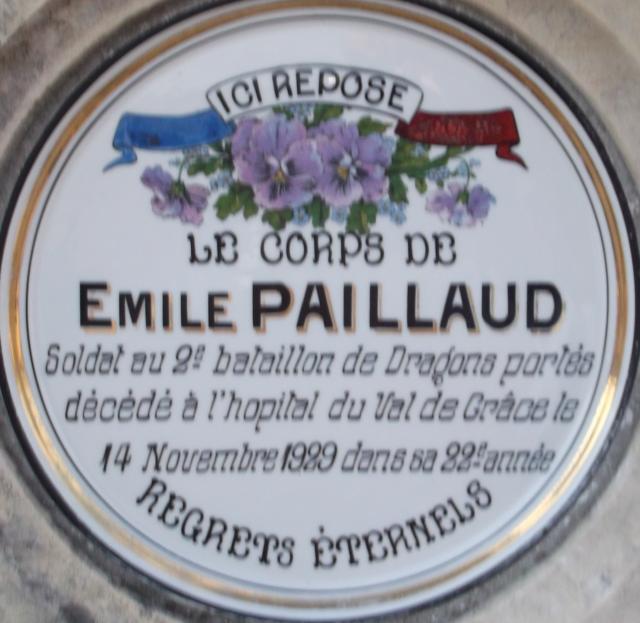 ICI REPOSE
LE CORPS DE
EMILE PAILLAUD
Soldat au 2e bataillon de Dragons portés
décédé à l'hopital du Val de Grâce le
14 Novembre 1929 dans sa 22e année
REGRETS ÉTERNELS